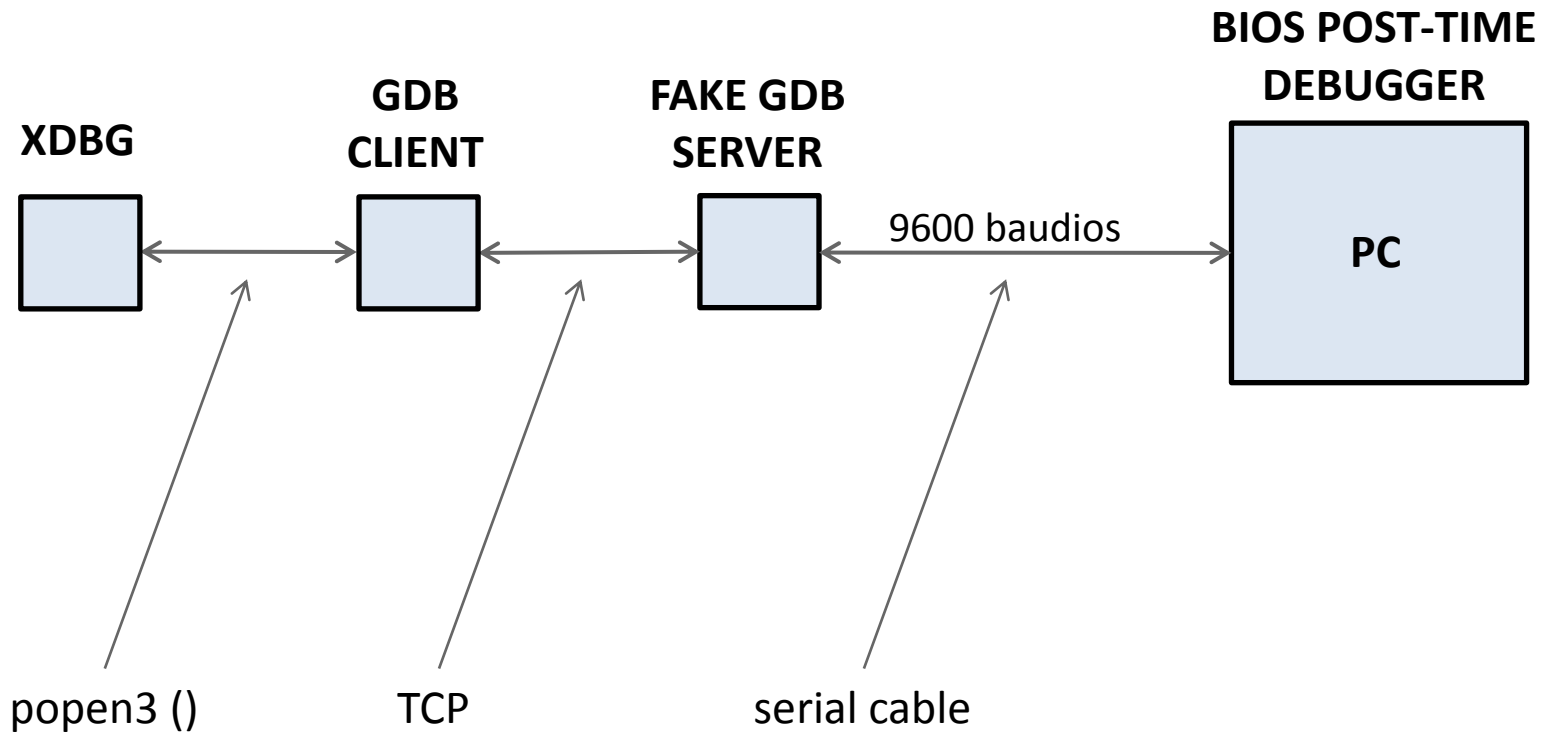 BIOS POST-TIME
DEBUGGER
GDB
CLIENT
FAKE GDB
SERVER
XDBG
9600 baudios
PC
popen3 ()
TCP
serial cable